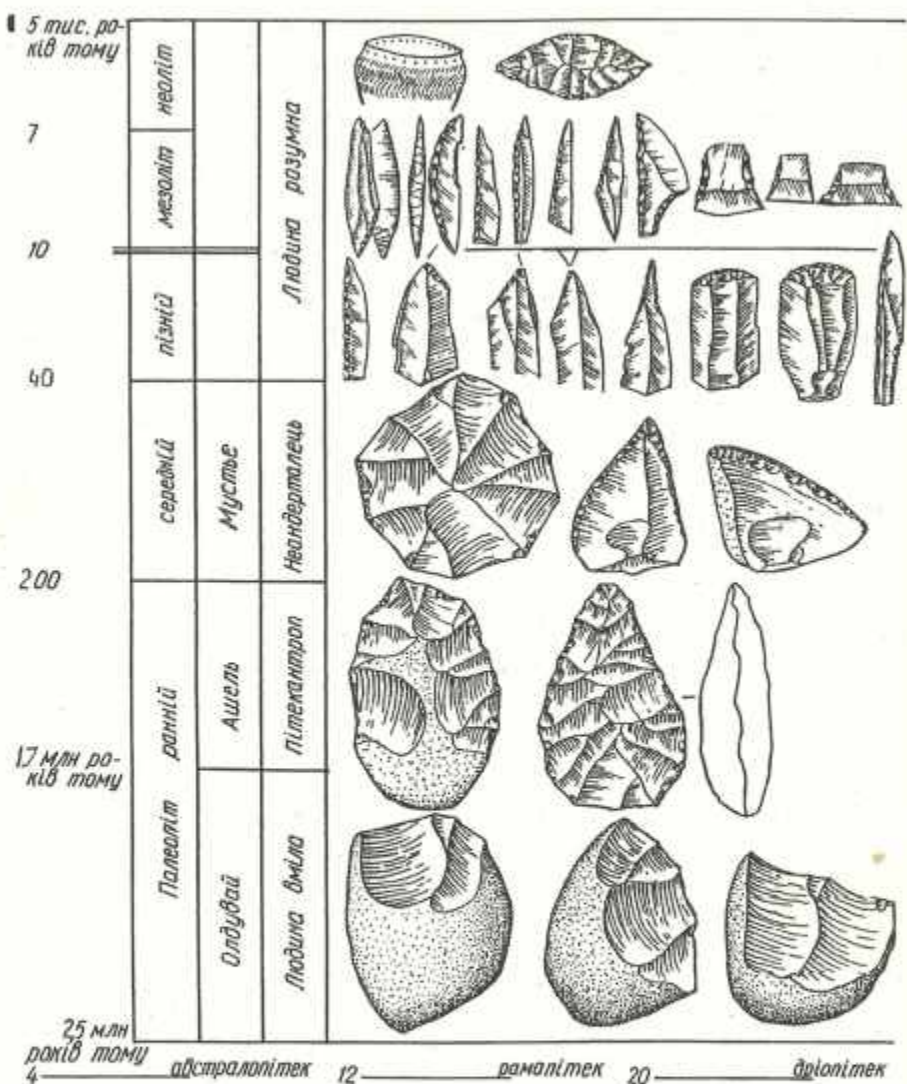 5 тис. ро-
ків тому
неоліт
7
мезоліт
Людина розумна
10
пізній
40
середній
Мустьє
Неандерталець
200
Палеоліт ранній
Ашель
Пітекантроп
1,7 млн ро-
ків тому
Олдувай
Людина вміла
2,5 млн
років тому
4 австралопітек 12 рамапітек 20 дріопітек